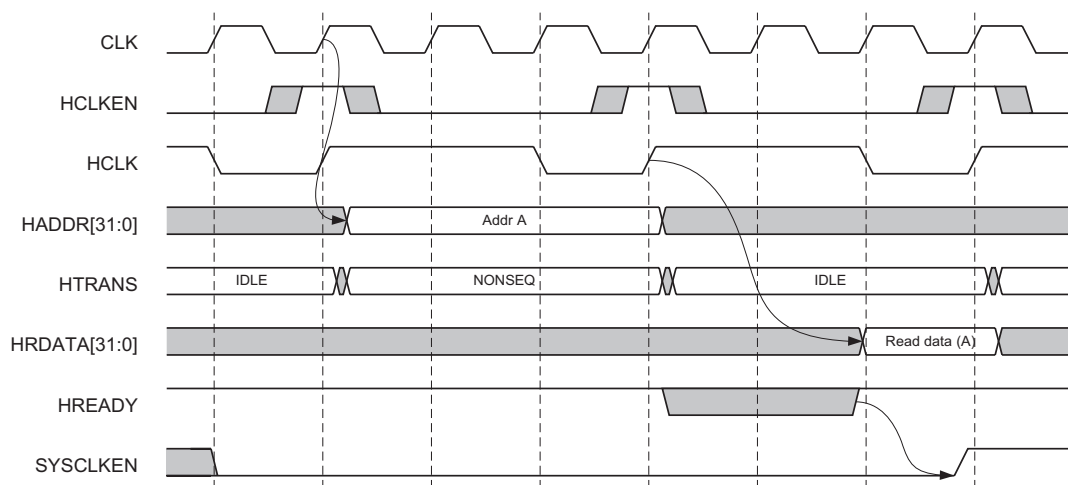 CLK
HCLKEN
HCLK
HADDR[31:0]
Addr A
HTRANS
IDLE
NONSEQ
IDLE
HRDATA[31:0]
Read data (A)
HREADY
SYSCLKEN